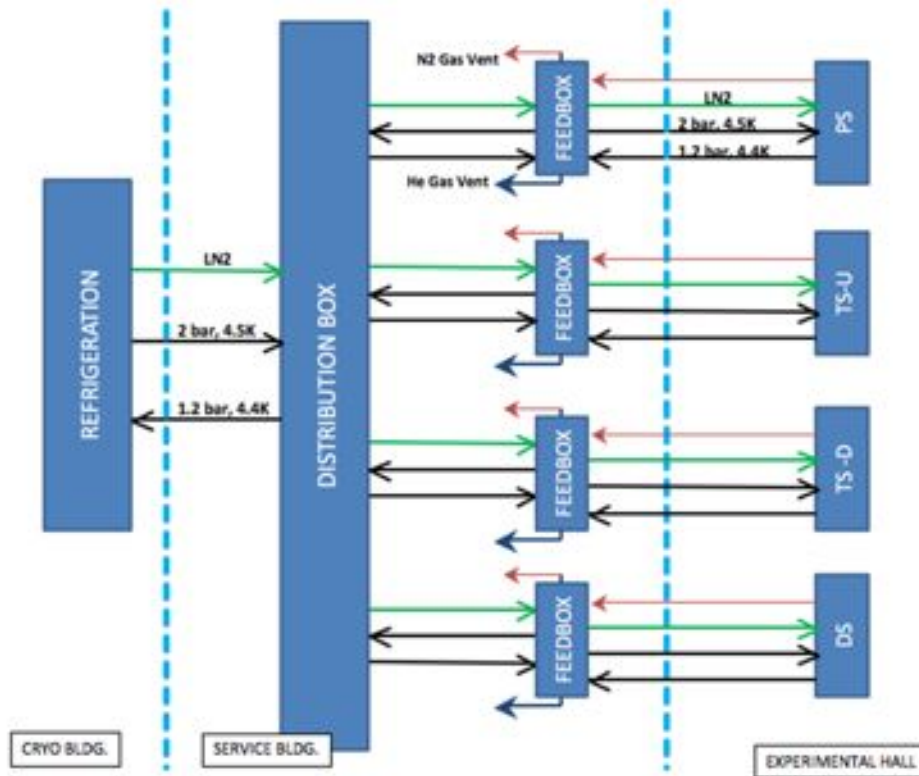 N2 Gas Vent
FEEDBOX
LN2
2 bar, 4.5K
1.2 bar, 4.4K
PS
He Gas Vent
REFRIGERATION
LN2
2 bar, 4.5K
1.2 bar, 4.4K
DISTRIBUTION BOX
FEEDBOX
TS-U
FEEDBOX
TS -D
FEEDBOX
DS
CRYO BLDG.
SERVICE BLDG.
EXPERIMENTAL HALL